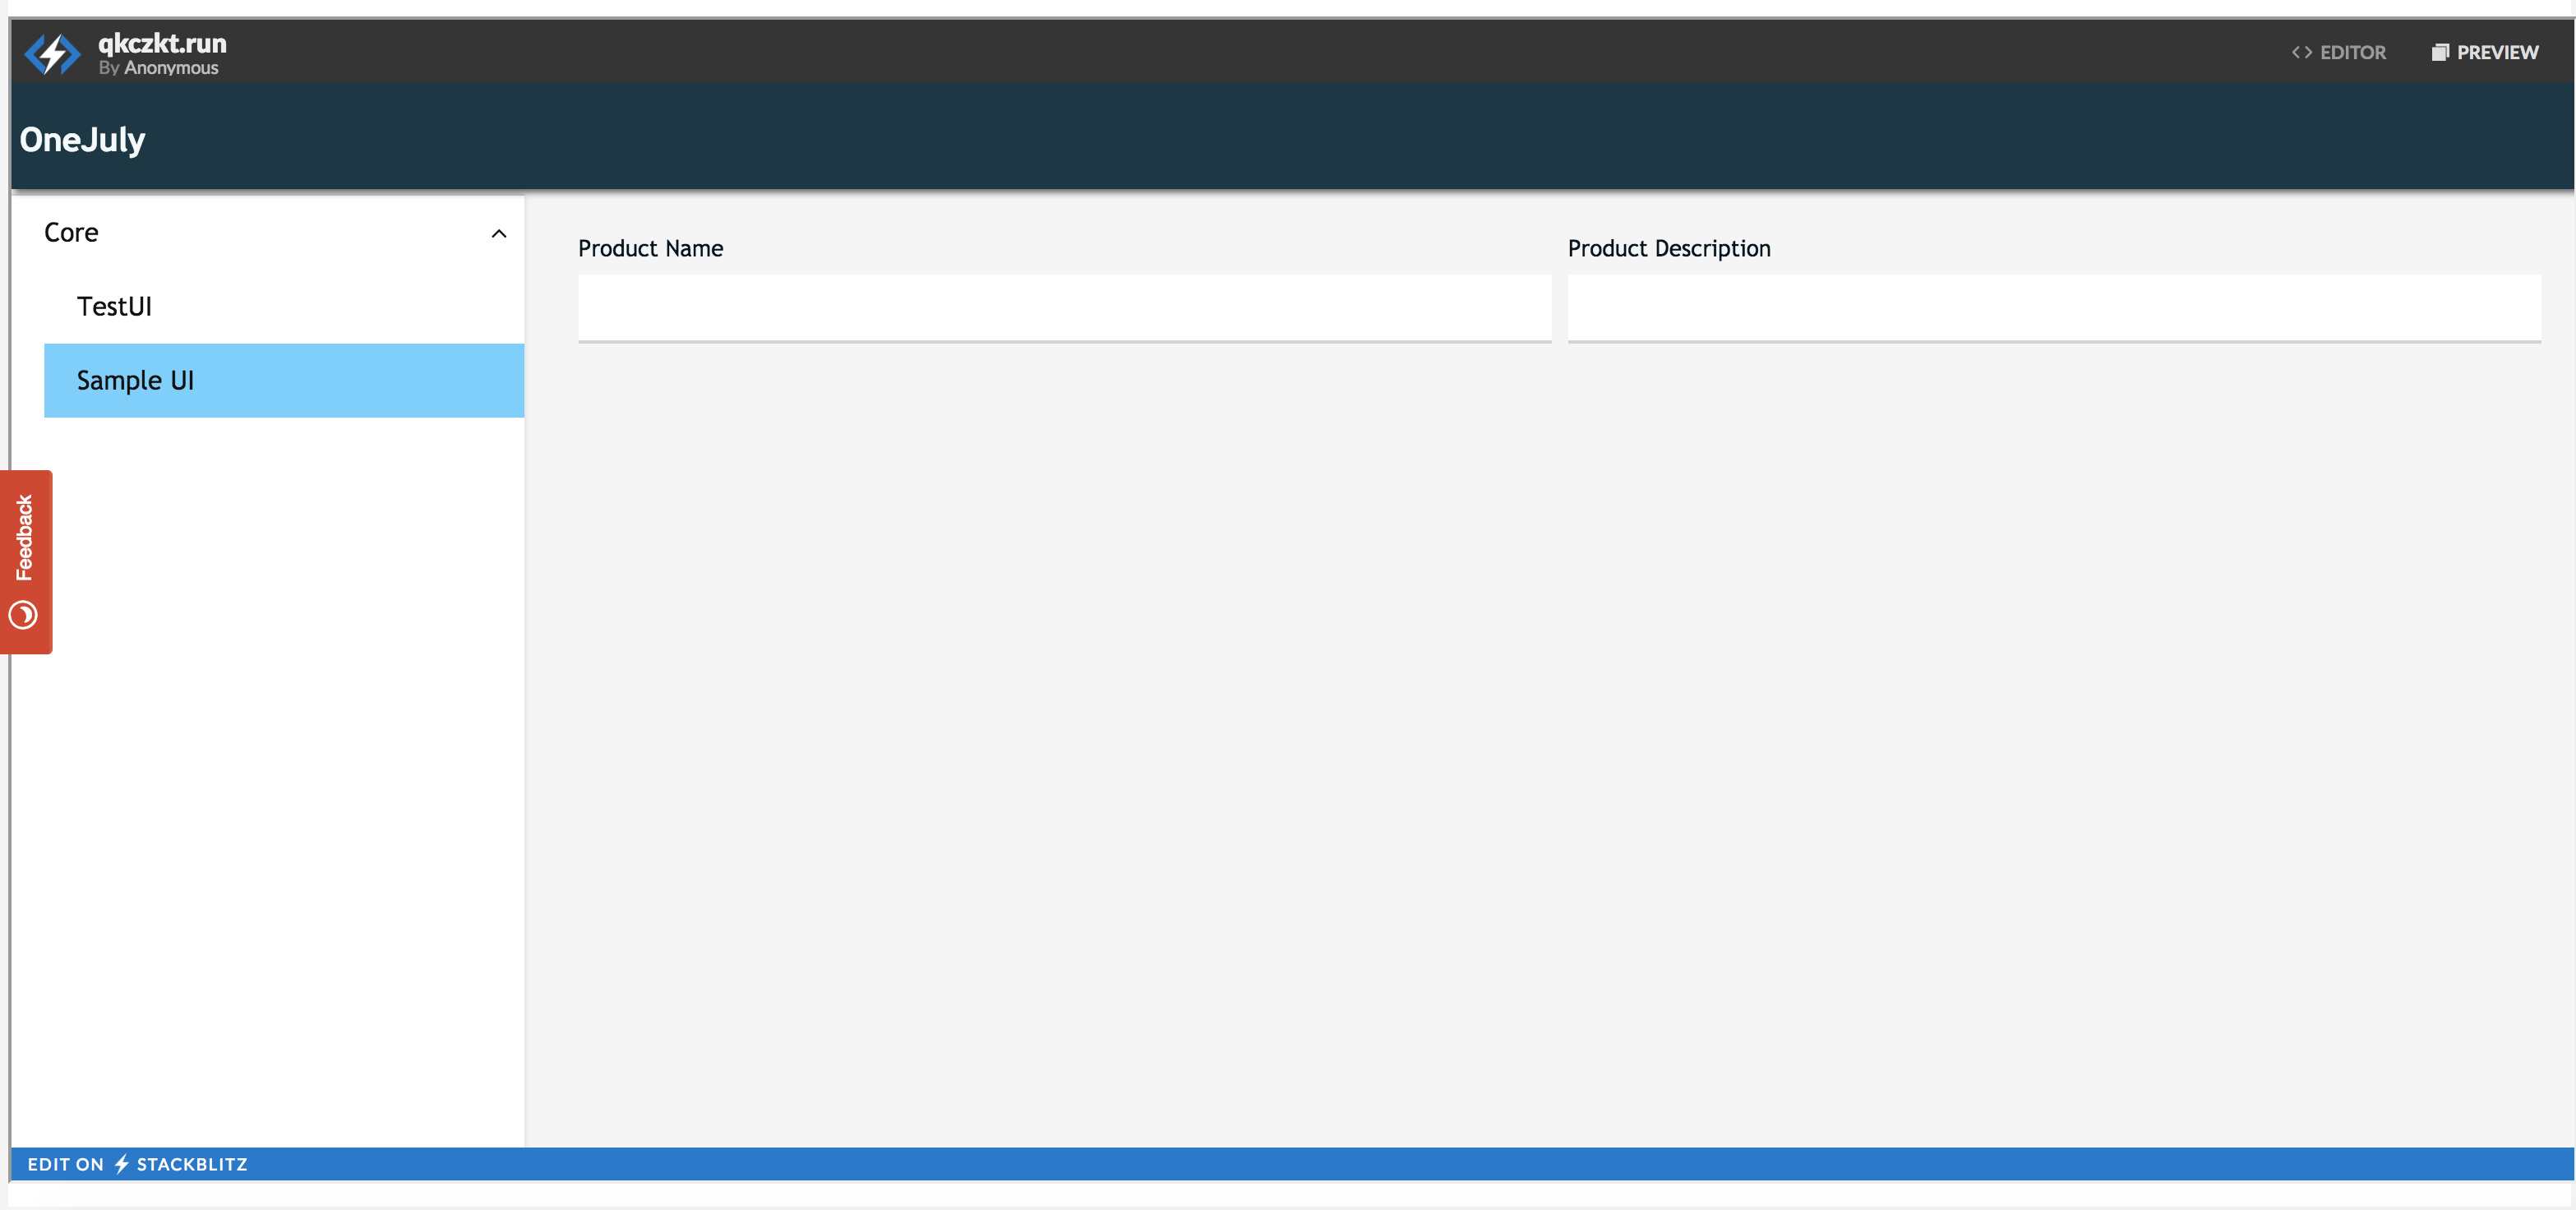 qkczkt.run
By Anonymous
EDITOR
PREVIEW
OneJuly
Core
TestUI
Sample UI
Product Name
Product Description
Feedback
EDIT ON STACKBLITZ